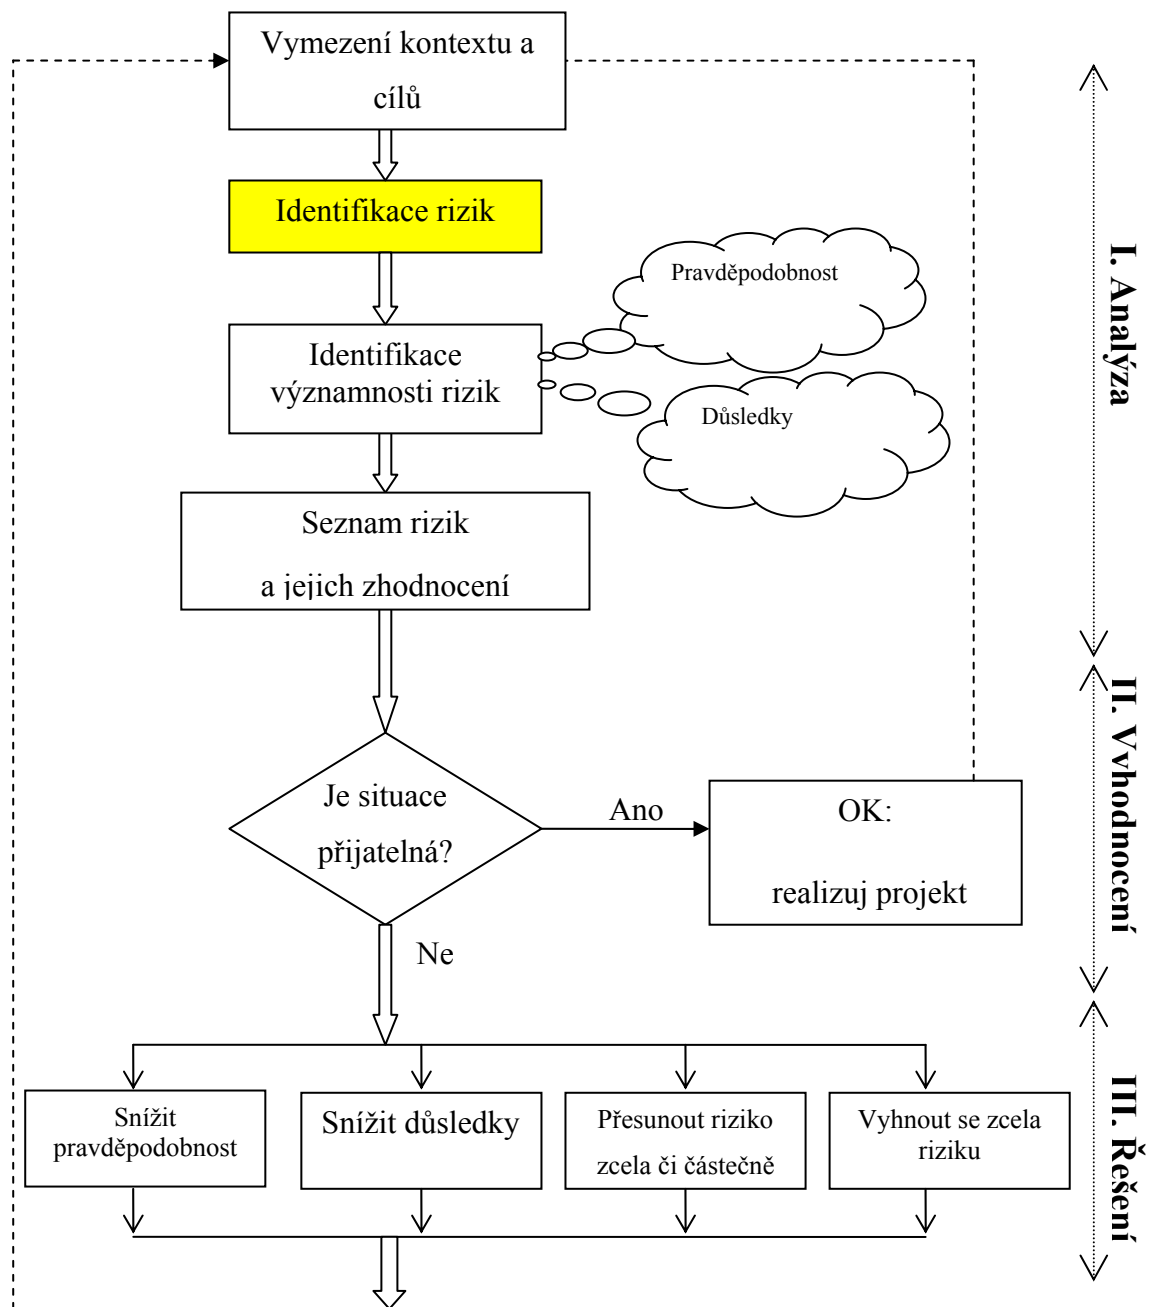 Vymezení kontextu a
cílů
Identifikace rizik
Pravděpodobnost
Identifikace
významnosti rizik
Důsledky
Seznam rizik
a jejich zhodnocení
Je situace
přijatelná?
Ano
OK:
realizuj projekt
Ne
Snížit
pravděpodobnost
Snížit důsledky
Přesunout riziko
zcela či částečně
Vyhnout se zcela
riziku
I. Analýza
II. Vyhodnocení
III. Řešení